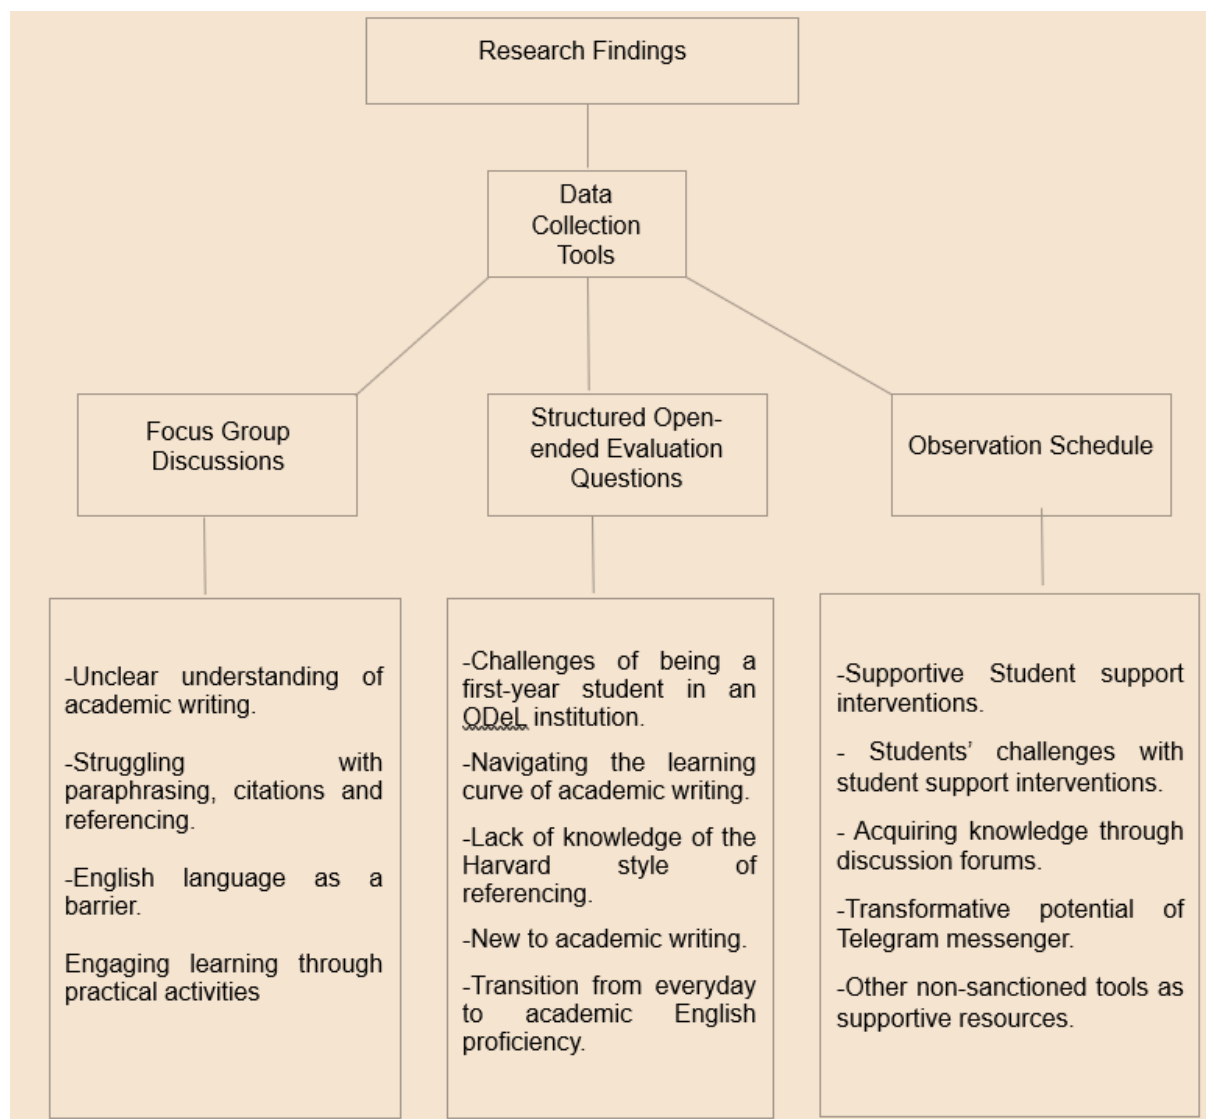 Research Findings
Data
Collection
Tools
Focus Group
Discussions
Structured Open-
ended Evaluation
Questions
Observation Schedule
-Unclear understanding of
academic writing.
-Struggling with
paraphrasing, citations and
referencing.
-English language as a
barrier.
Engaging learning through
practical activities
-Challenges of being a
first-year student in an
ODeL institution.
-Navigating the learning
curve of academic writing.
-Lack of knowledge of the
Harvard style of
referencing.
-New to academic writing.
-Transition from everyday
to academic English
proficiency.
-Supportive Student support
interventions.
- Students’ challenges with
student support interventions.
- Acquiring knowledge through
discussion forums.
-Transformative potential of
Telegram messenger.
-Other non-sanctioned tools as
supportive resources.